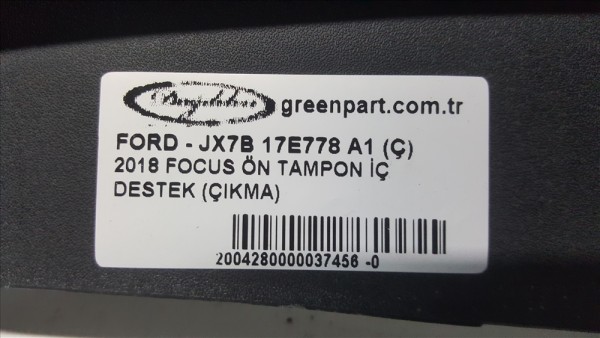 greenpart.com.tr
FORD - JX7B 17E778 A1 (Ç)
2018 FOCUS ÖN TAMPON İÇ
DESTEK (ÇIKMA)
2004280000037456 -0